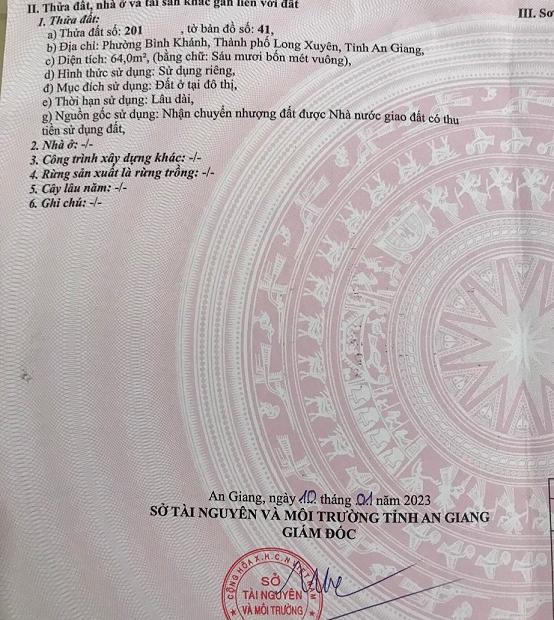 II. Thửa đất, nhà ở và tài sản khác gắn liền với đất
III. Sơ
1. Thửa đất:
a) Thửa đất số: 201 , tờ bản đồ số: 41,
b) Địa chỉ: Phường Bình Khánh, Thành phố Long Xuyên, Tỉnh An Giang,
c) Diện tích: 64,0m², (bằng chữ: Sáu mươi bốn mét vuông),
d) Hình thức sử dụng: Sử dụng riêng,
đ) Mục đích sử dụng: Đất ở tại đô thị,
e) Thời hạn sử dụng: Lâu dài,
g) Nguồn gốc sử dụng: Nhận chuyển nhượng đất được Nhà nước giao đất có thu
tiền sử dụng đất,
2. Nhà ở: -/-
3. Công trình xây dựng khác: -/-
4. Rừng sản xuất là rừng trồng: -/-
5. Cây lâu năm: -/-
6. Ghi chú: -/-
An Giang, ngày 10 tháng 01 năm 2023
SỞ TÀI NGUYÊN VÀ MÔI TRƯỜNG TỈNH AN GIANG
GIÁM ĐỐC
CỘNG HÒA X.H.C.N VIỆT NAM
SỞ
TÀI NGUYÊN
VÀ MÔI TRƯỜNG